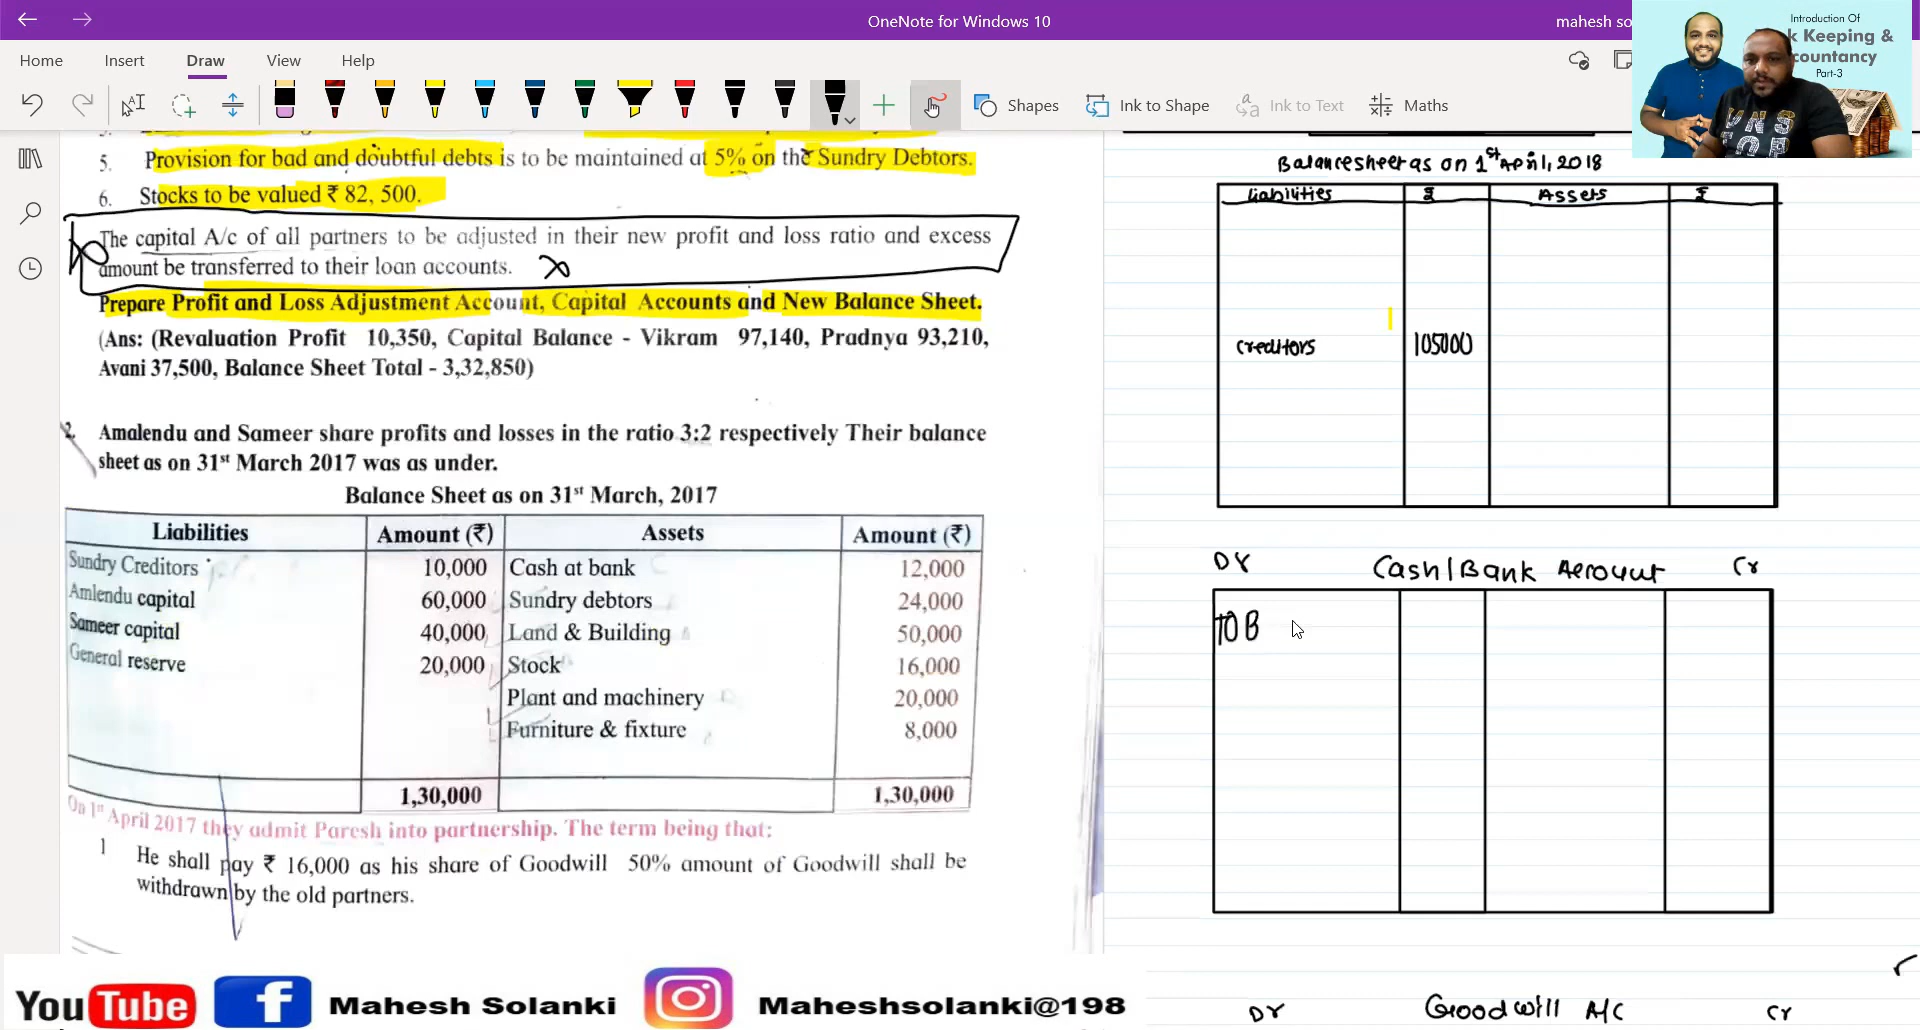 OneNote for Windows 10
mahesh so
Home Insert Draw View Help
Shapes Ink to Shape Ink to Text Maths
Introduction Of
k Keeping &
countancy
Part-3
5. Provision for bad and doubtful debts is to be maintained at 5% on the Sundry Debtors.
6. Stocks to be valued ₹ 82, 500.
The capital A/c of all partners to be adjusted in their new profit and loss ratio and excess
amount be transferred to their loan accounts.
Prepare Profit and Loss Adjustment Account, Capital Accounts and New Balance Sheet.
(Ans: (Revaluation Profit 10,350, Capital Balance - Vikram 97,140, Pradnya 93,210,
Avani 37,500, Balance Sheet Total - 3,32,850)
2. Amalendu and Sameer share profits and losses in the ratio 3:2 respectively Their balance
sheet as on 31st March 2017 was as under.
Balance Sheet as on 31st March, 2017
Liabilities Amount (₹) Assets Amount (₹)
Sundry Creditors 10,000 Cash at bank 12,000
Amlendu capital 60,000 Sundry debtors 24,000
Sameer capital 40,000 Land & Building 50,000
General reserve 20,000 Stock 16,000
Plant and machinery 20,000
Furniture & fixture 8,000
1,30,000 1,30,000
On 1st April 2017 they admit Paresh into partnership. The term being that:
1 He shall pay ₹ 16,000 as his share of Goodwill 50% amount of Goodwill shall be
withdrawn by the old partners.
Balancesheet as on 1st April, 2018
Liabilities ₹ Assets ₹
creditors 105000
Dr Cash/Bank Account Cr
TO B
Dr Goodwill A/C Cr
YouTube
f
Mahesh Solanki
Maheshsolanki@198